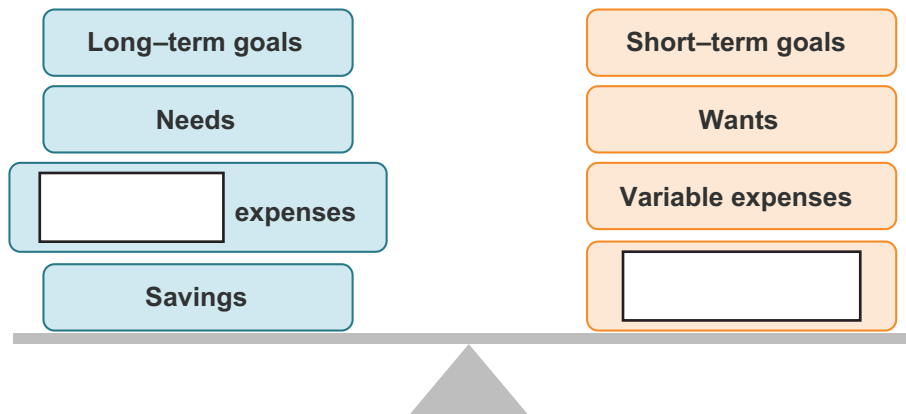 Long–term goals
Needs
expenses
Savings
Short–term goals
Wants
Variable expenses